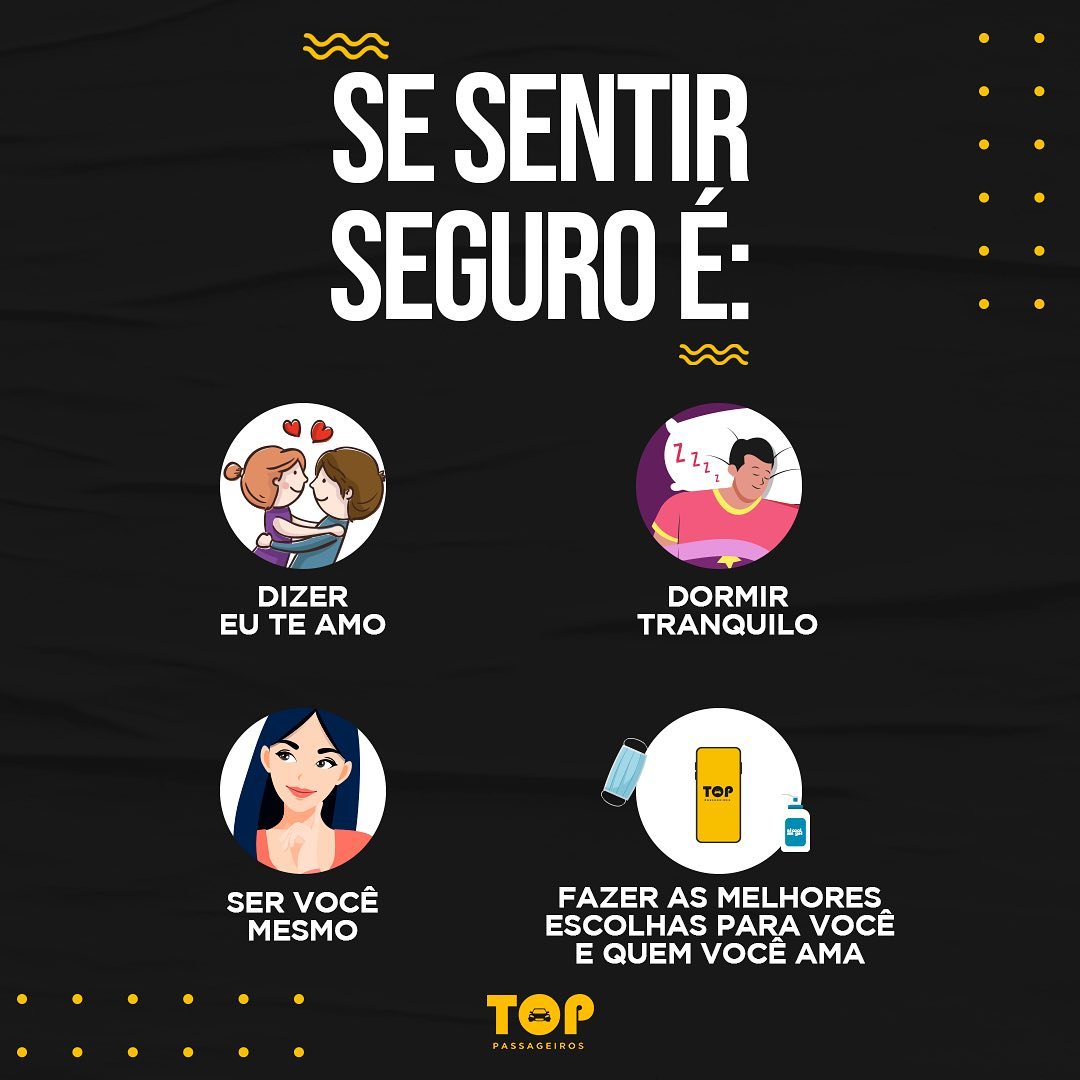 SE SENTIR
SEGURO É:
DIZER
EU TE AMO
Z Z Z Z
DORMIR
TRANQUILO
SER VOCÊ
MESMO
TOP
PASSAGEIROS
FAZER AS MELHORES
ESCOLHAS PARA VOCÊ
E QUEM VOCÊ AMA
TOP
PASSAGEIROS